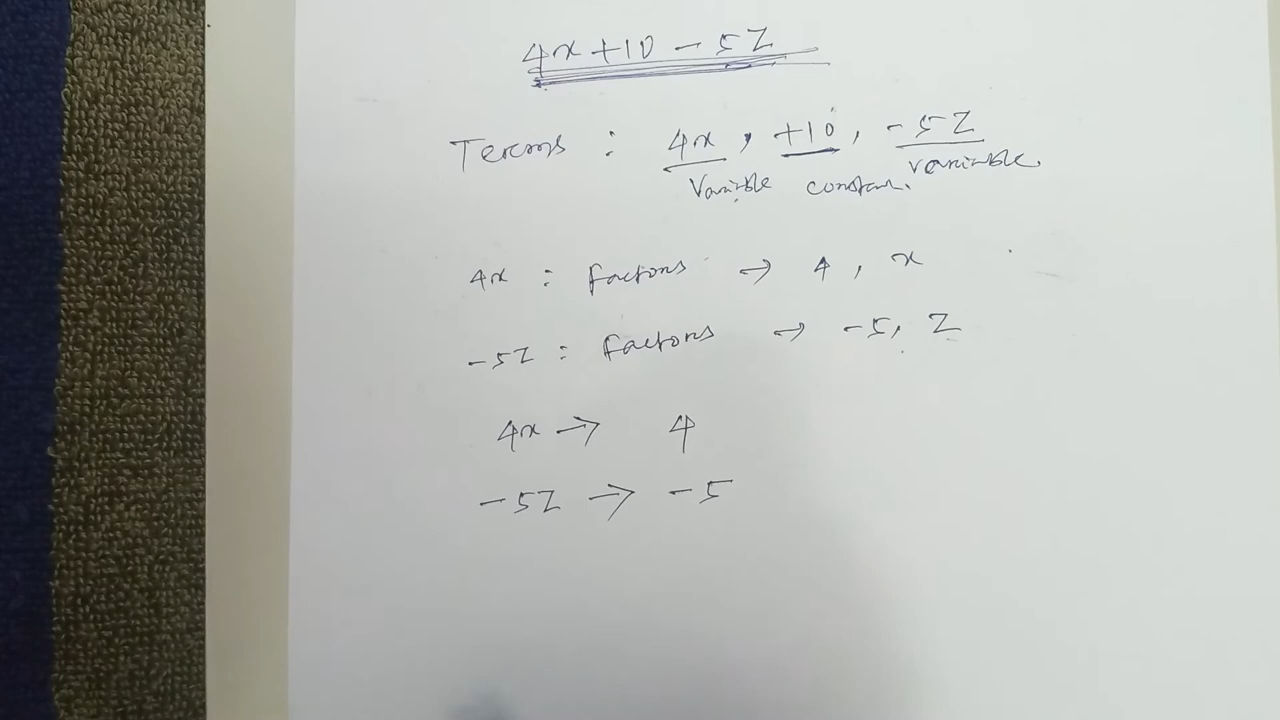 4x + 10 - 5z
Terms : 4x , +10 , -5z
Variable constan. variable
4x : factors → 4 , x
-5z : factors → -5, z
4x → 4
-5z → -5